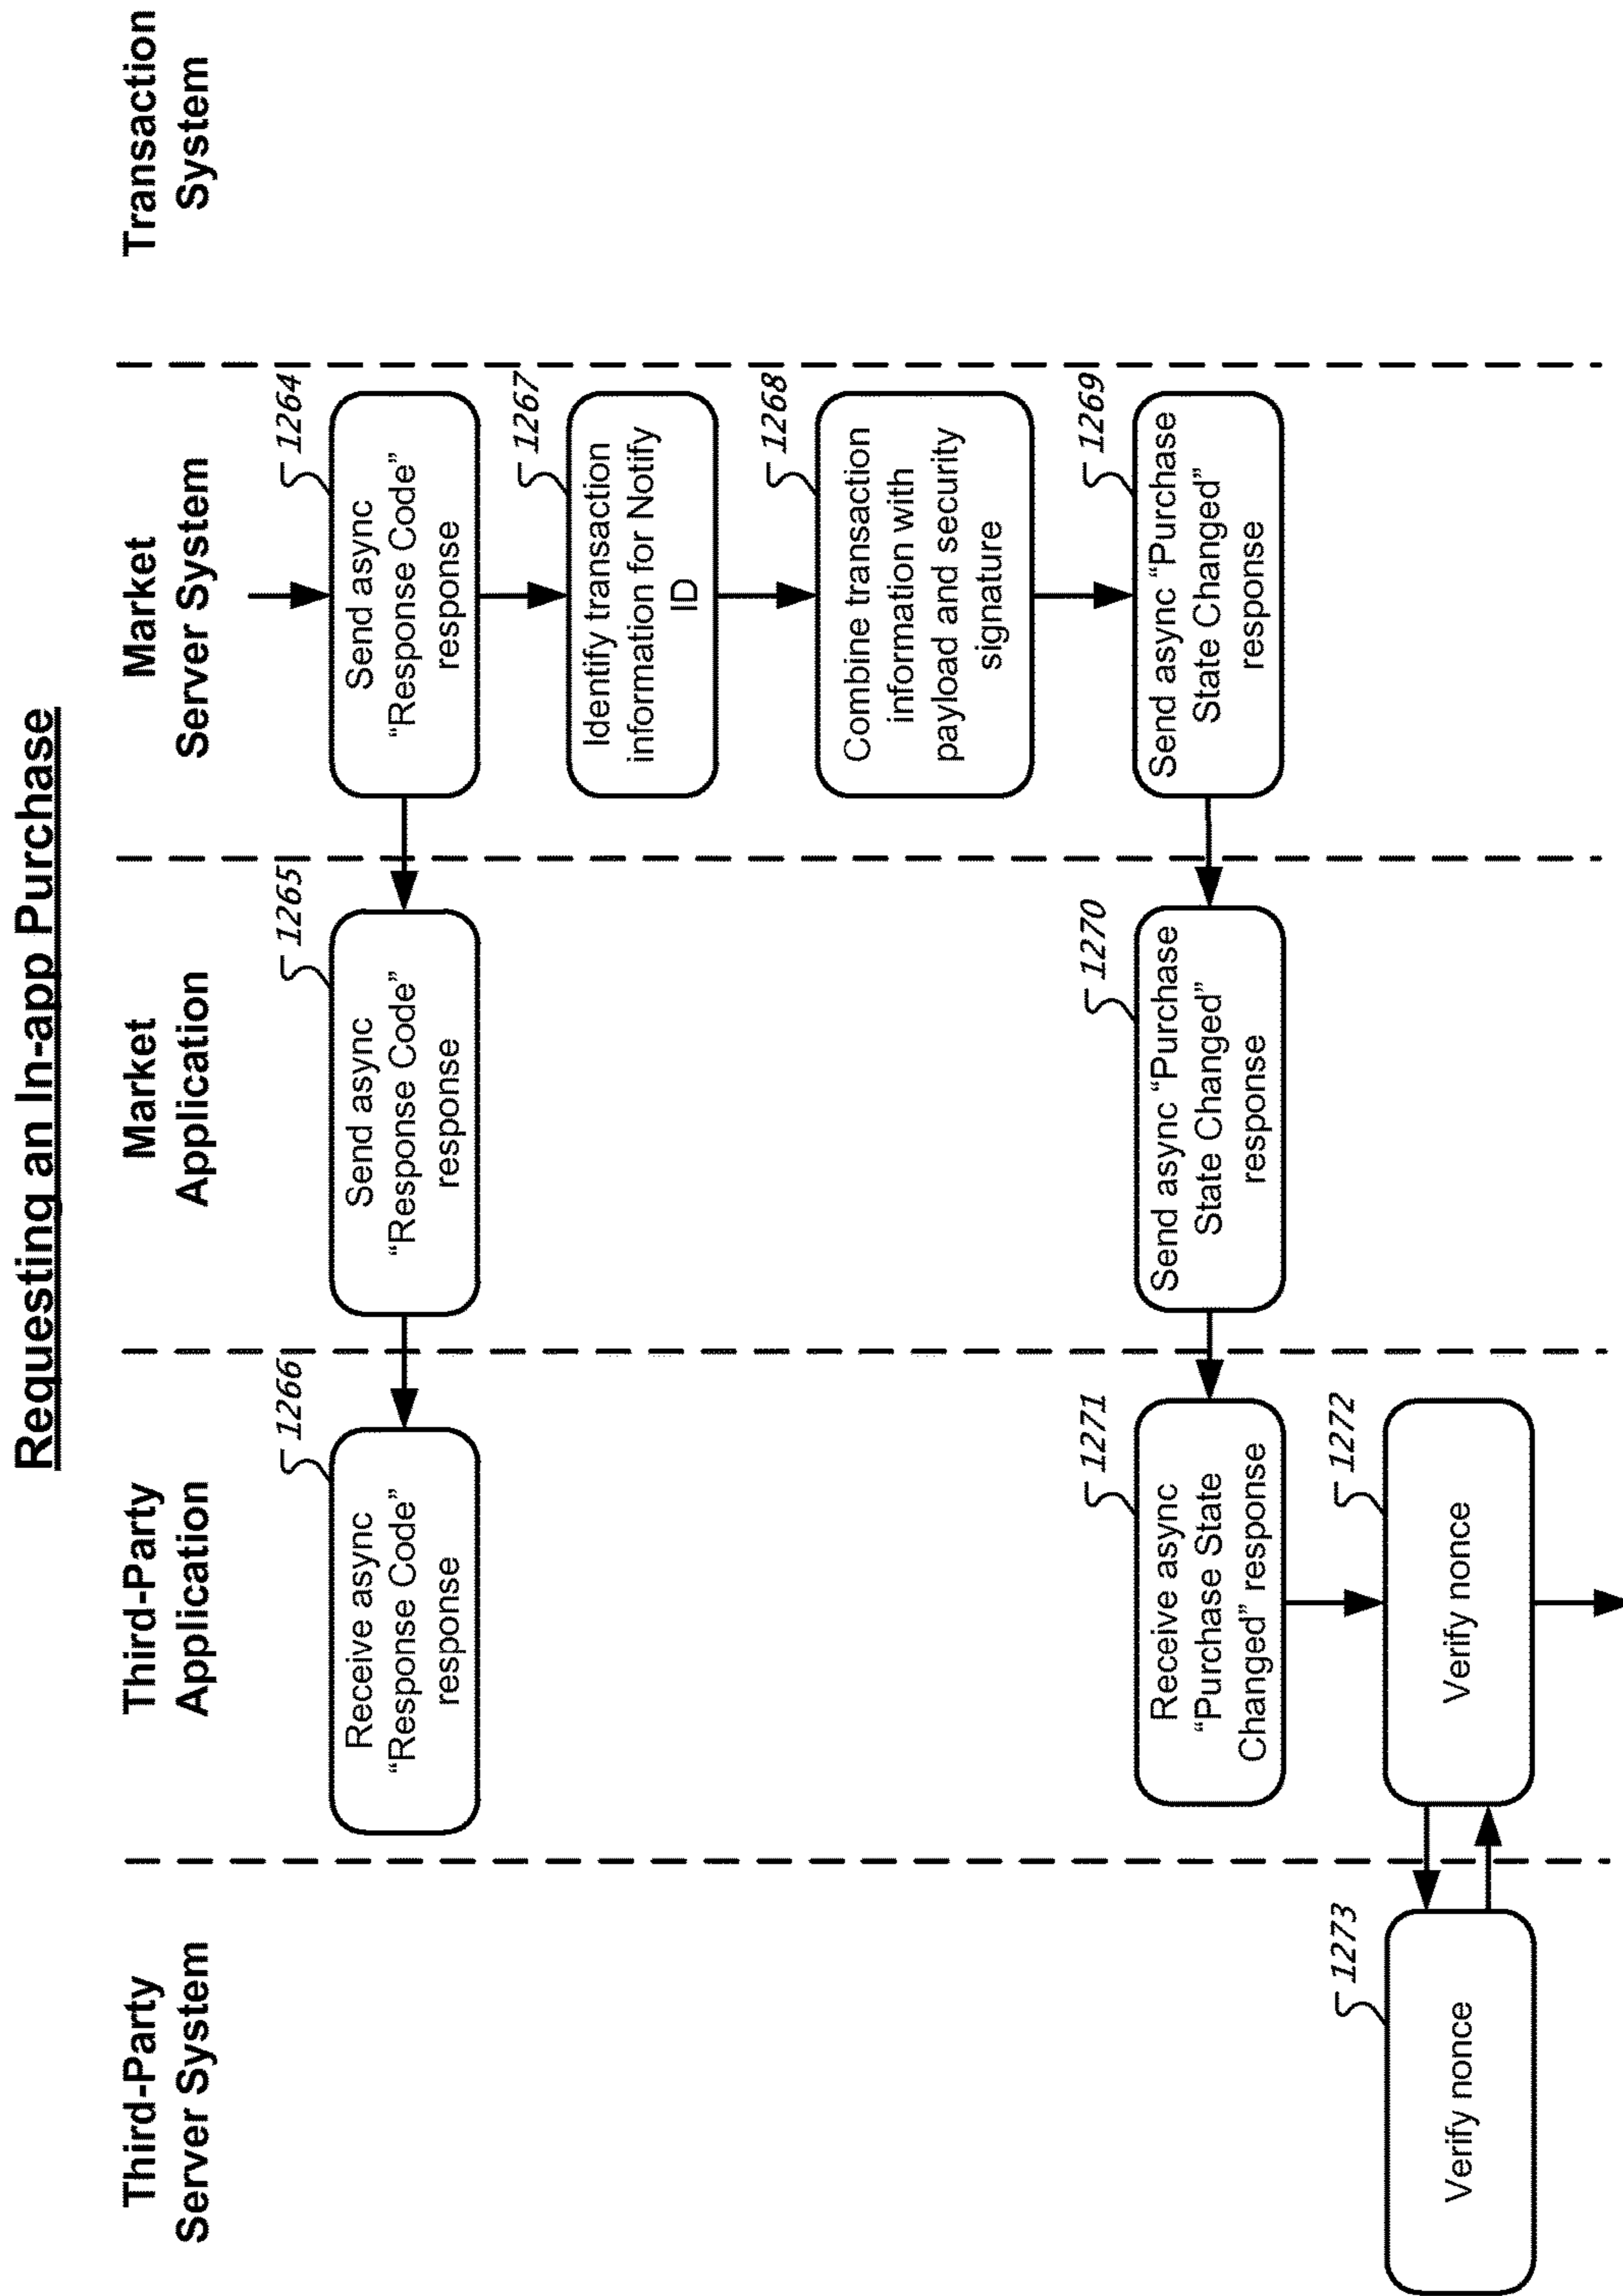 Requesting an In-app Purchase
Third-Party
Server System
Third-Party
Application
Market
Application
Market
Server System
Transaction
System
1266
Receive async
“Response Code”
response
1265
Send async
“Response Code”
response
1264
Send async
“Response Code”
response
1267
Identify transaction
information for Notify
ID
1268
Combine transaction
information with
payload and security
signature
1271
Receive async
“Purchase State
Changed” response
1270
Send async “Purchase
State Changed”
response
1269
Send async “Purchase
State Changed”
response
1273
Verify nonce
1272
Verify nonce